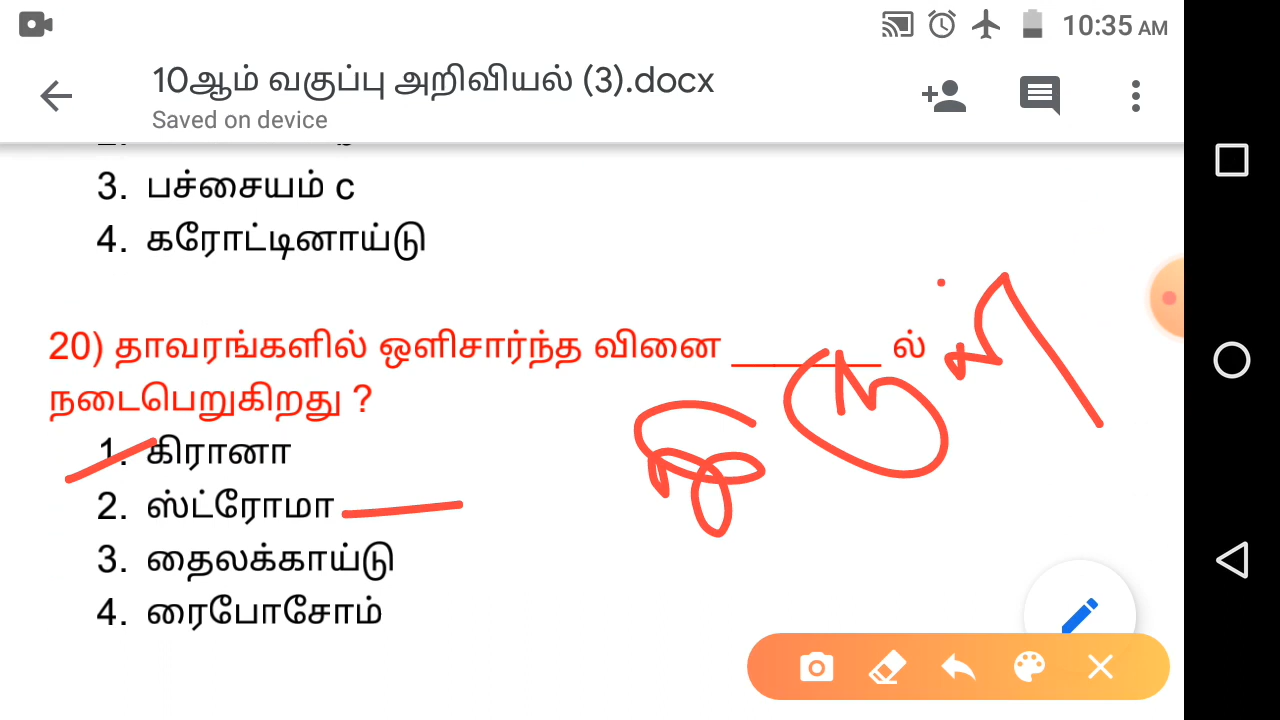 10:35 AM
10ஆம் வகுப்பு அறிவியல் (3).docx
Saved on device
3. பச்சையம் c
4. கரோட்டினாய்டு
20) தாவரங்களில் ஒளிசார்ந்த வினை ________ ல்
நடைபெறுகிறது ?
1. கிரானா
2. ஸ்ட்ரோமா
3. தைலக்காய்டு
4. ரைபோசோம்